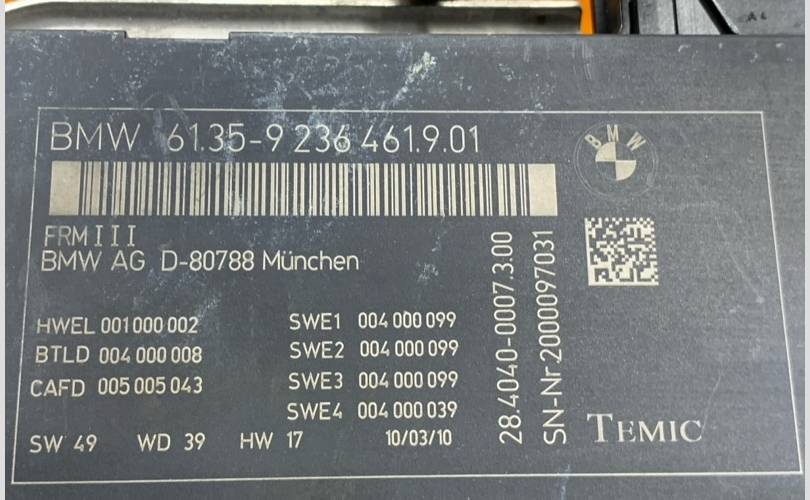 BMW 61.35-9 236 461.9.01
BMW
FRM III
BMW AG D-80788 München
HWEL 001 000 002
BTLD 004 000 008
CAFD 005 005 043
SWE1 004 000 099
SWE2 004 000 099
SWE3 004 000 099
SWE4 004 000 039
SW 49 WD 39 HW 17 10/03/10
28.4040-0007.3.00
SN-Nr.2000097031
TEMIC